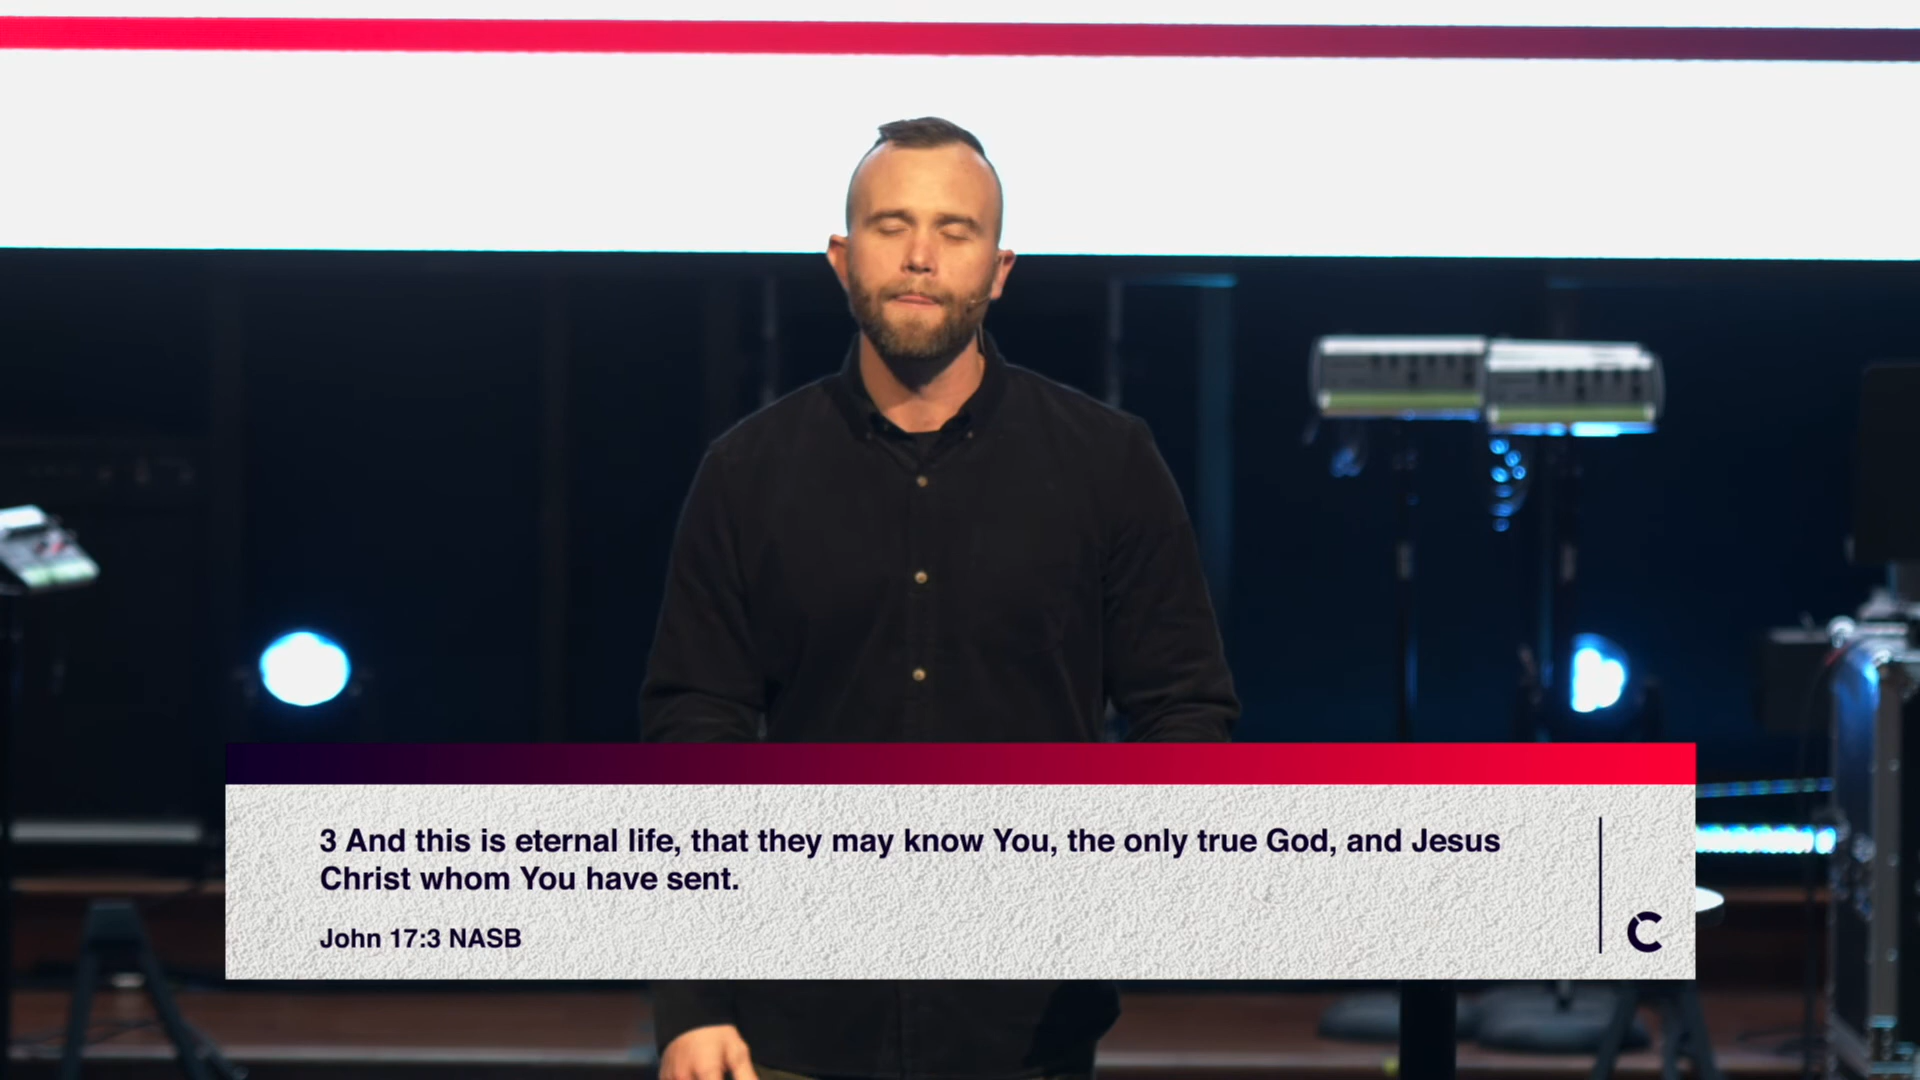 3 And this is eternal life, that they may know You, the only true God, and Jesus
Christ whom You have sent.
John 17:3 NASB
C